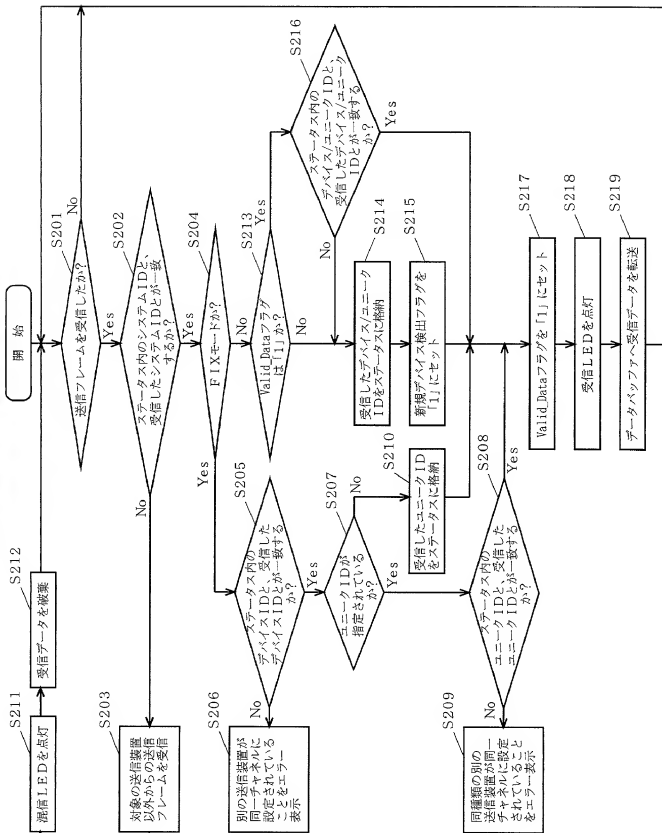 開 始
S201
送信フレームを受信したか?
No
Yes
S202
ステータス内のシステムIDと、
受信したシステムIDとが一致
するか?
No
Yes
S203
対象の送信装置
以外からの送信
フレームを受信
S204
FIXモードか?
Yes
No
S205
ステータス内の
デバイスIDと、受信した
デバイスIDとが一致する
か?
No
Yes
S206
別の送信装置が
同一チャネルに
設定されている
ことをエラー
表示
S207
ユニークIDが
指定されている
か?
No
Yes
S210
受信したユニークID
をステータスに格納
S208
ステータス内の
ユニークIDと、受信した
ユニークIDとが一致する
か?
No
Yes
S209
同種類の別の
送信装置が同一
チャネルに設定
されていること
をエラー表示
S211
混信LEDを点灯
S212
受信データを破棄
S213
Valid_Dataフラグ
は「1」か?
Yes
No
S216
ステータス内の
デバイス/ユニークIDと、
受信したデバイス/ユニーク
IDとが一致する
か?
No
Yes
S214
受信したデバイス/ユニーク
IDをステータスに格納
S215
新規デバイス検出フラグを
「1」にセット
S217
Valid_Dataフラグを「1」にセット
S218
受信LEDを点灯
S219
データバッファへ受信データを転送